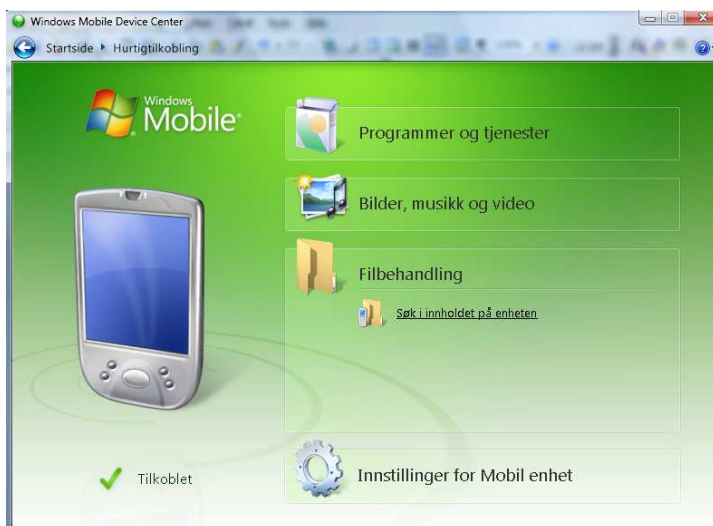 Windows Mobile Device Center
Startside ▸ Hurtigtilkobling
Windows
Mobile
Programmer og tjenester
Bilder, musikk og video
Filbehandling
Søk i innholdet på enheten
Tilkoblet
Innstillinger for Mobil enhet